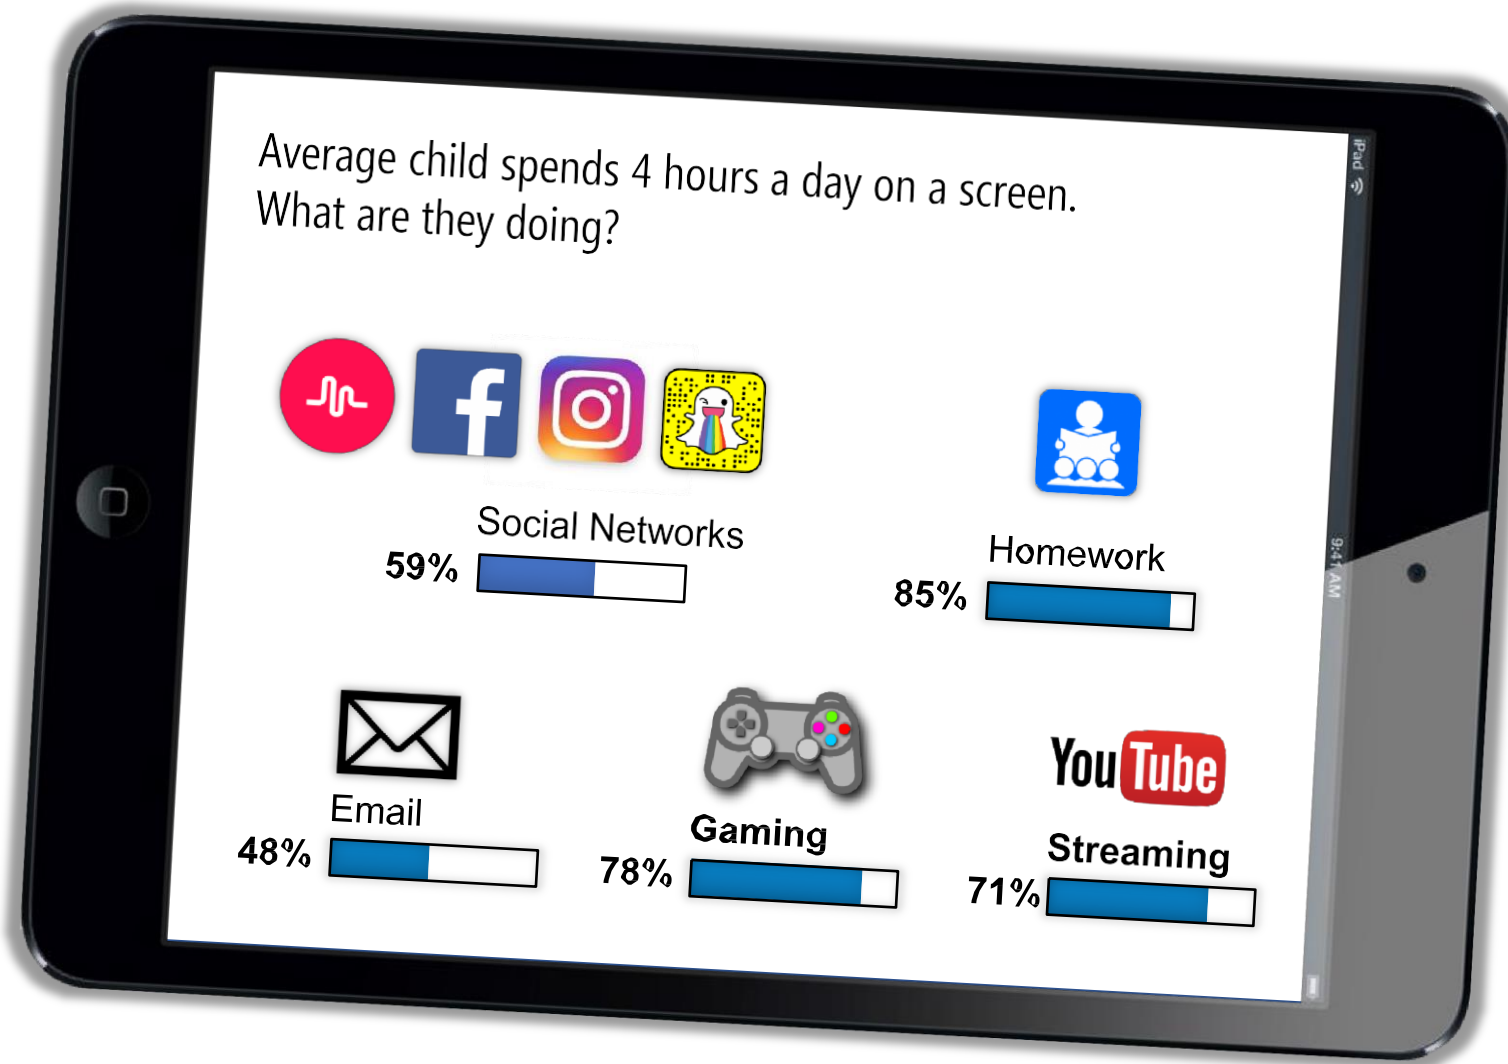 Average child spends 4 hours a day on a screen.
What are they doing?
iPad
9:41 AM
Social Networks
59%
Homework
85%
Email
48%
Gaming
78%
YouTube
Streaming
71%